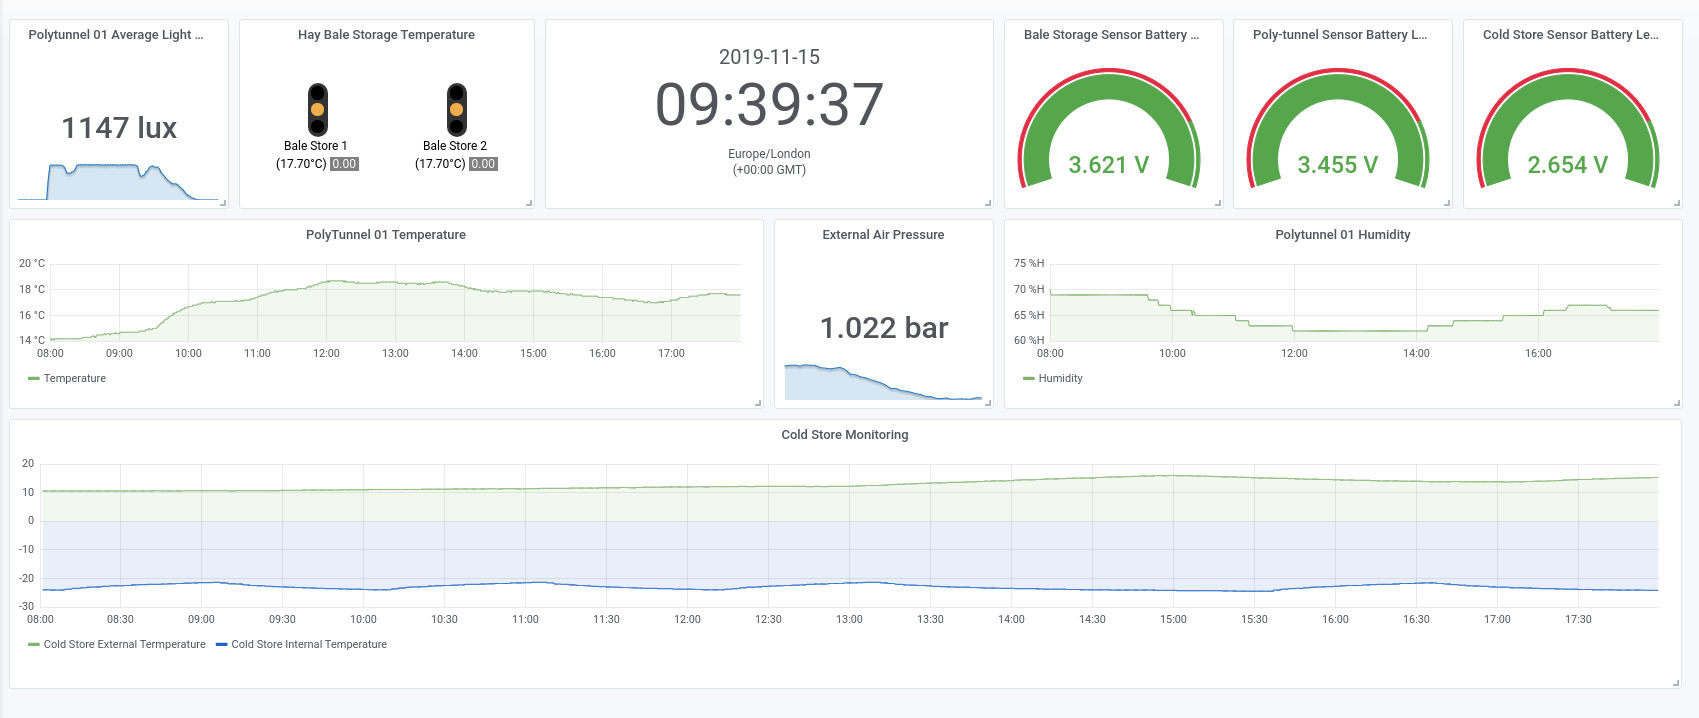 Polytunnel 01 Average Light ...
1147 lux
Hay Bale Storage Temperature
Bale Store 1
(17.70°C) 0.00
Bale Store 2
(17.70°C) 0.00
2019-11-15
09:39:37
Europe/London
(+00:00 GMT)
Bale Storage Sensor Battery ...
3.621 V
Poly-tunnel Sensor Battery L...
3.455 V
Cold Store Sensor Battery Le...
2.654 V
PolyTunnel 01 Temperature
20 °C
18 °C
16 °C
14 °C
08:00 09:00 10:00 11:00 12:00 13:00 14:00 15:00 16:00 17:00
Temperature
External Air Pressure
1.022 bar
Polytunnel 01 Humidity
75 %H
70 %H
65 %H
60 %H
08:00 10:00 12:00 14:00 16:00
Humidity
Cold Store Monitoring
20
10
0
-10
-20
-30
08:00 08:30 09:00 09:30 10:00 10:30 11:00 11:30 12:00 12:30 13:00 13:30 14:00 14:30 15:00 15:30 16:00 16:30 17:00 17:30
Cold Store External Termperature Cold Store Internal Temperature